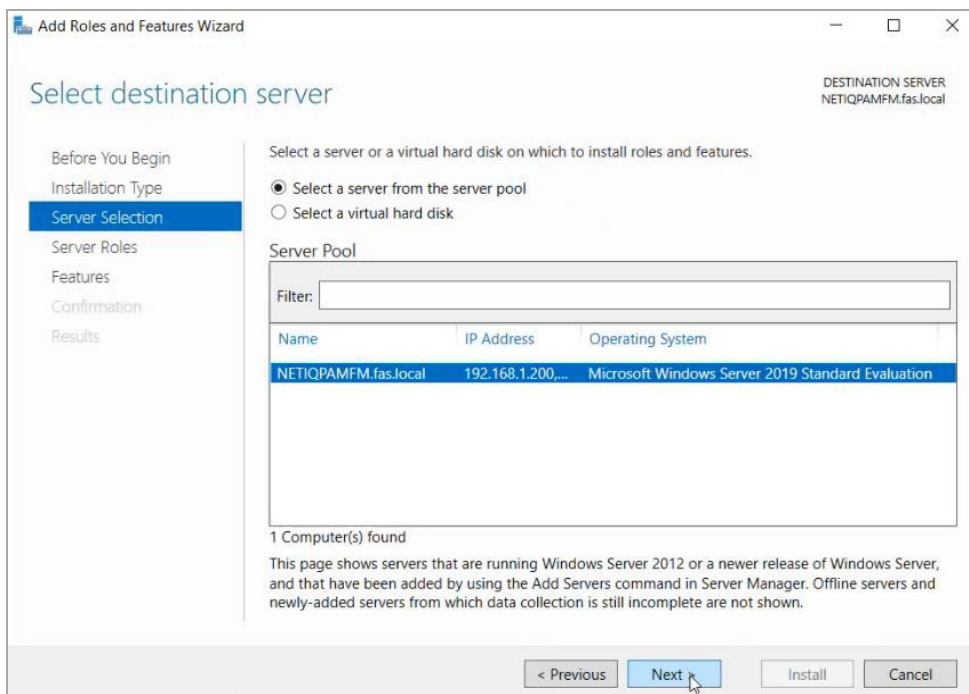 Add Roles and Features Wizard
Select destination server
DESTINATION SERVER
NETIQPAMFM.fas.local
Before You Begin
Installation Type
Server Selection
Server Roles
Features
Confirmation
Results
Select a server or a virtual hard disk on which to install roles and features.
Select a server from the server pool
Select a virtual hard disk
Server Pool
Filter:
Name IP Address Operating System
NETIQPAMFM.fas.local 192.168.1.200,... Microsoft Windows Server 2019 Standard Evaluation
1 Computer(s) found
This page shows servers that are running Windows Server 2012 or a newer release of Windows Server,
and that have been added by using the Add Servers command in Server Manager. Offline servers and
newly-added servers from which data collection is still incomplete are not shown.
< Previous Next > Install Cancel